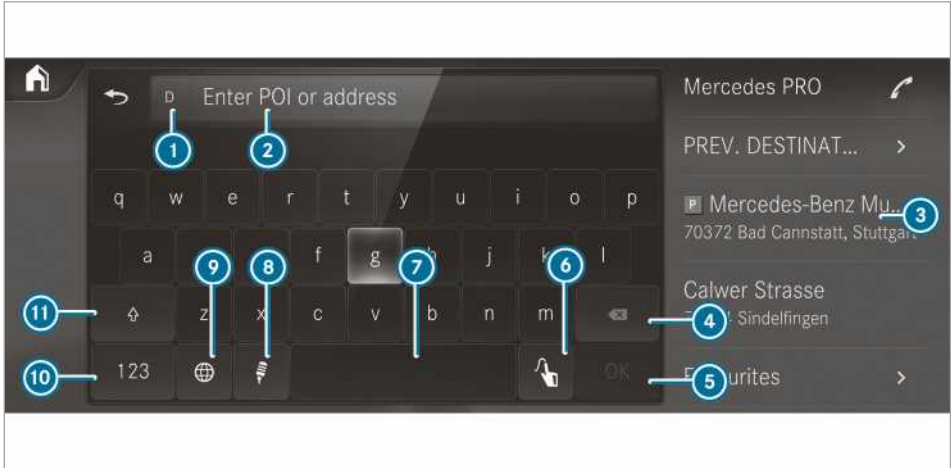 D Enter POI or address
1
2
q w e r t y u i o p
a f g j l
9
8
7
6
11
z x c v b n m
4
10
123
OK
5
Mercedes PRO
PREV. DESTINAT...
P Mercedes-Benz Mu...
3
70372 Bad Cannstatt, Stuttgart
Calwer Strasse
Sindelfingen